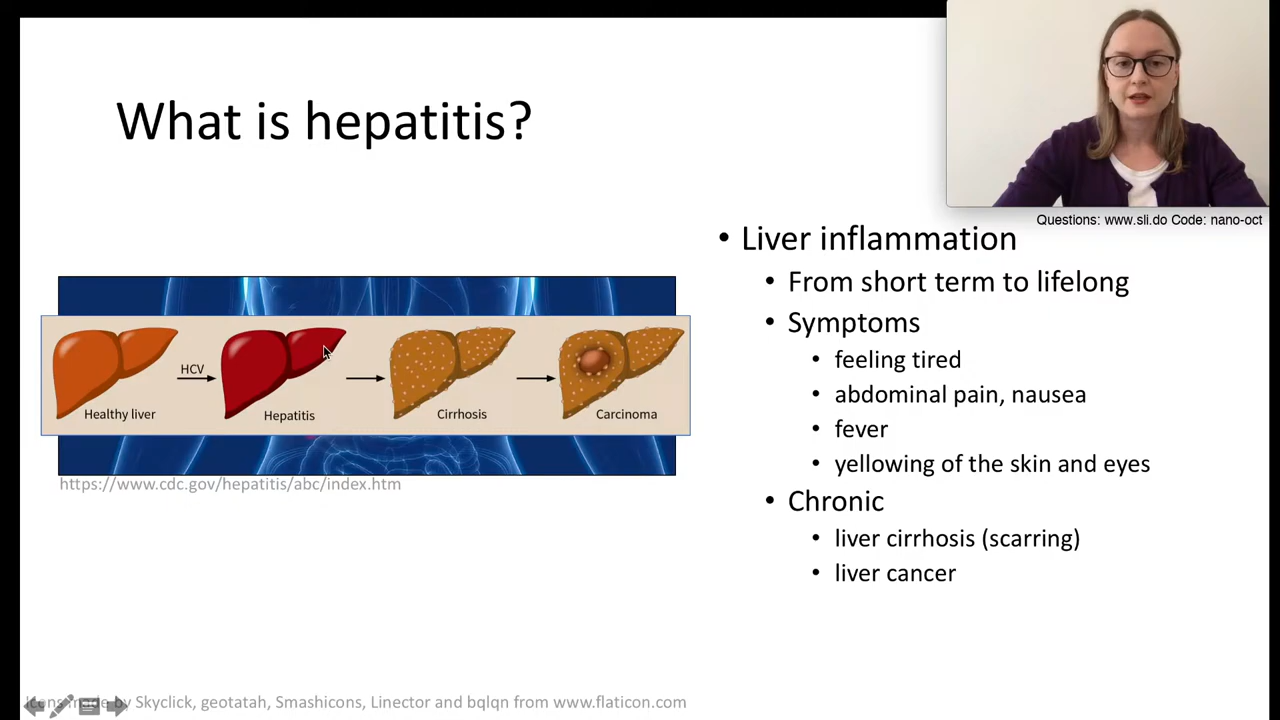 What is hepatitis?
Questions: www.sli.do Code: nano-oct
• Liver inflammation
• From short term to lifelong
• Symptoms
• feeling tired
• abdominal pain, nausea
• fever
• yellowing of the skin and eyes
• Chronic
• liver cirrhosis (scarring)
• liver cancer
HCV
Healthy liver
Hepatitis
Cirrhosis
Carcinoma
https://www.cdc.gov/hepatitis/abc/index.htm
Icons made by Skyclick, geotatah, Smashicons, Linector and bqlqn from www.flaticon.com